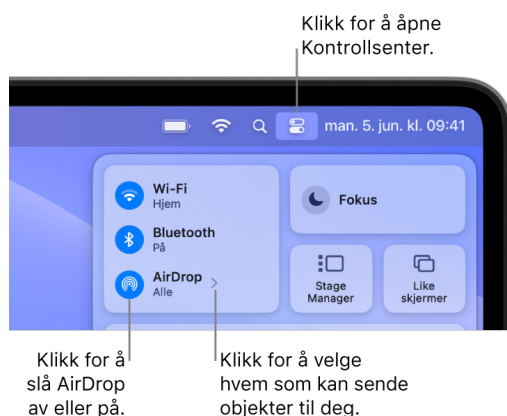 Klikk for å åpne
Kontrollsenter.
man. 5. jun. kl. 09:41
Wi-Fi
Hjem
Bluetooth
På
AirDrop
Alle
Fokus
Stage
Manager
Like
skjermer
Klikk for å
slå AirDrop
av eller på.
Klikk for å velge
hvem som kan sende
objekter til deg.